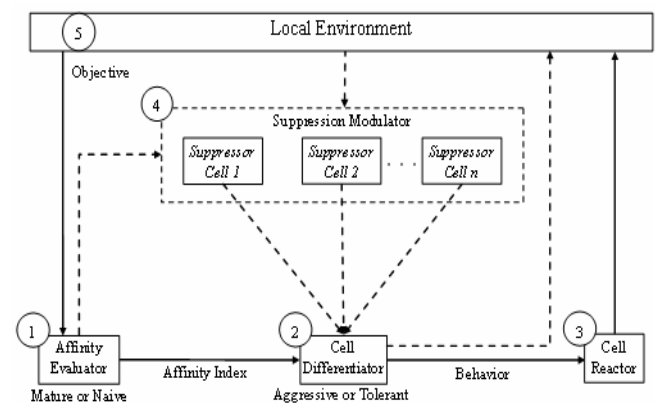 Local Environment
5
Objective
4
Suppression Modulator
Suppressor
Cell 1
Suppressor
Cell 2
. . .
Suppressor
Cell n
1
Affinity
Evaluator
Mature or Naive
Affinity Index
2
Cell
Differentiator
Aggressive or Tolerant
Behavior
3
Cell
Reactor